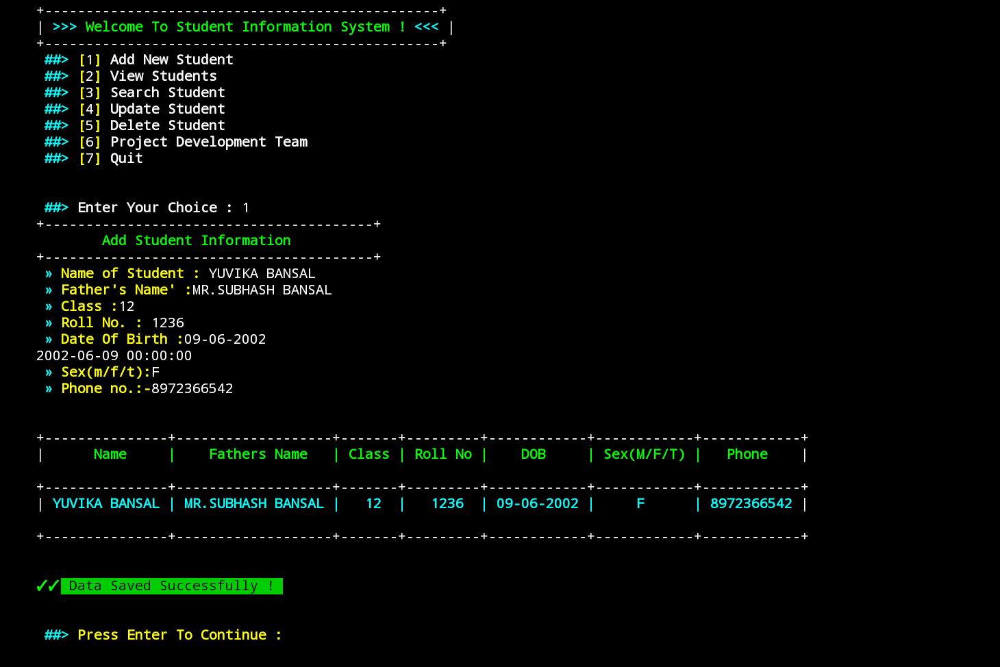 +------------------------------------------------+
| >>> Welcome To Student Information System ! <<< |
+------------------------------------------------+
 ##> [1] Add New Student
 ##> [2] View Students
 ##> [3] Search Student
 ##> [4] Update Student
 ##> [5] Delete Student
 ##> [6] Project Development Team
 ##> [7] Quit
 ##> Enter Your Choice : 1
+----------------------------------------+
        Add Student Information
+----------------------------------------+
 » Name of Student : YUVIKA BANSAL
 » Father's Name' :MR.SUBHASH BANSAL
 » Class :12
 » Roll No. : 1236
 » Date Of Birth :09-06-2002
2002-06-09 00:00:00
 » Sex(m/f/t):F
 » Phone no.:-8972366542
+---------------+-------------------+-------+---------+------------+------------+------------+
|      Name     |    Fathers Name   | Class | Roll No |    DOB     | Sex(M/F/T) |   Phone    |
+---------------+-------------------+-------+---------+------------+------------+------------+
| YUVIKA BANSAL | MR.SUBHASH BANSAL |   12  |   1236  | 09-06-2002 |     F      | 8972366542 |
+---------------+-------------------+-------+---------+------------+------------+------------+
✓✓ Data Saved Successfully !
 ##> Press Enter To Continue :